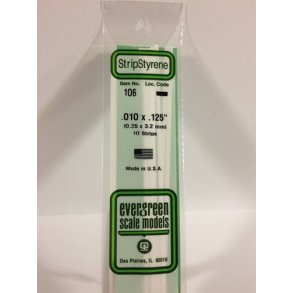 StripStyrene
Item No. Loc. Code
106
.010 x .125"
(0.25 x 3.2 mm)
10 Strips
Made in U.S.A
evergreen
scale models
Des Plaines, IL 60018